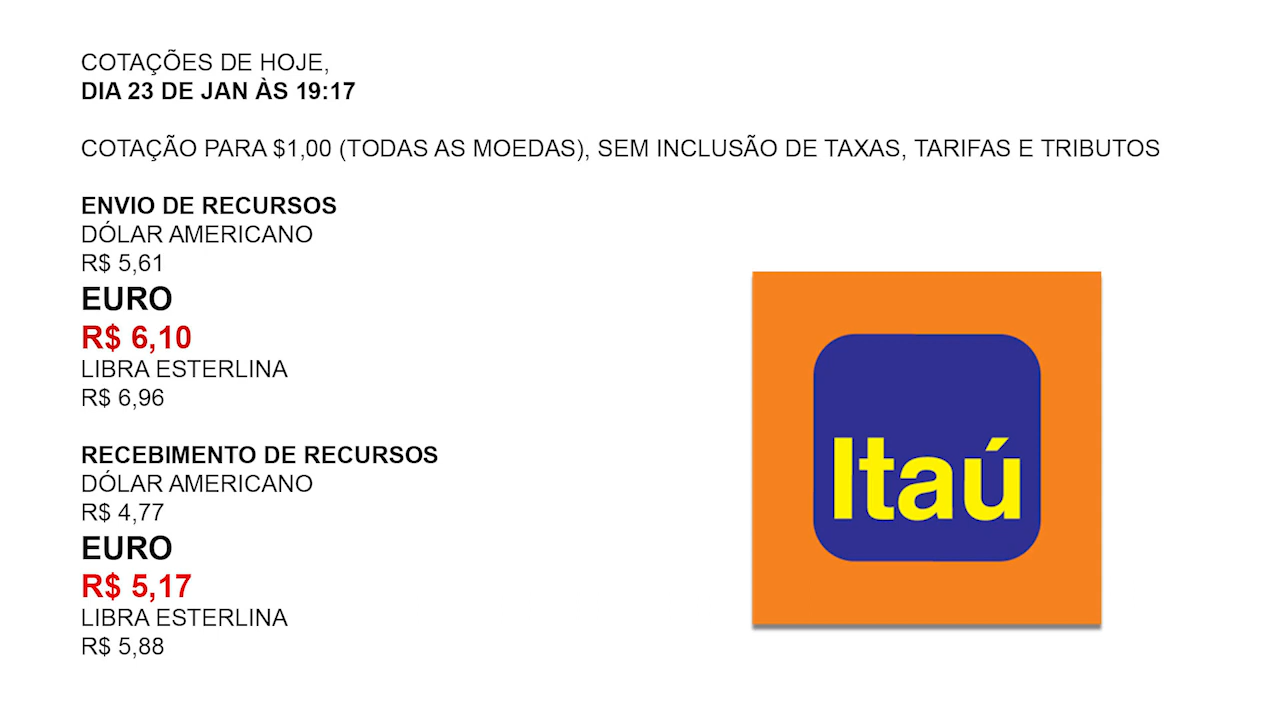 COTAÇÕES DE HOJE,
DIA 23 DE JAN ÀS 19:17
COTAÇÃO PARA $1,00 (TODAS AS MOEDAS), SEM INCLUSÃO DE TAXAS, TARIFAS E TRIBUTOS
ENVIO DE RECURSOS
DÓLAR AMERICANO
R$ 5,61
EURO
R$ 6,10
LIBRA ESTERLINA
R$ 6,96
RECEBIMENTO DE RECURSOS
DÓLAR AMERICANO
R$ 4,77
EURO
R$ 5,17
LIBRA ESTERLINA
R$ 5,88
Itaú